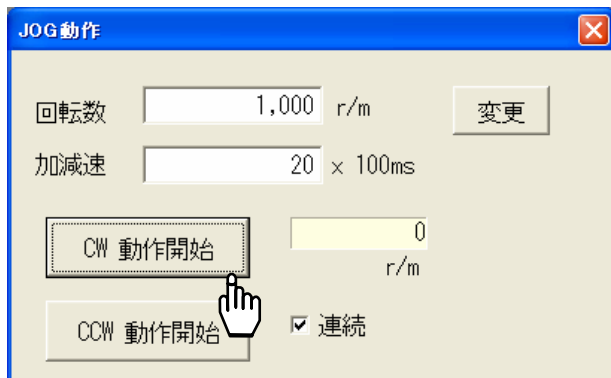 JOG動作
回転数 1,000 r/m 変更
加減速 20 × 100ms
CW 動作開始 0
r/m
CCW 動作開始 連続